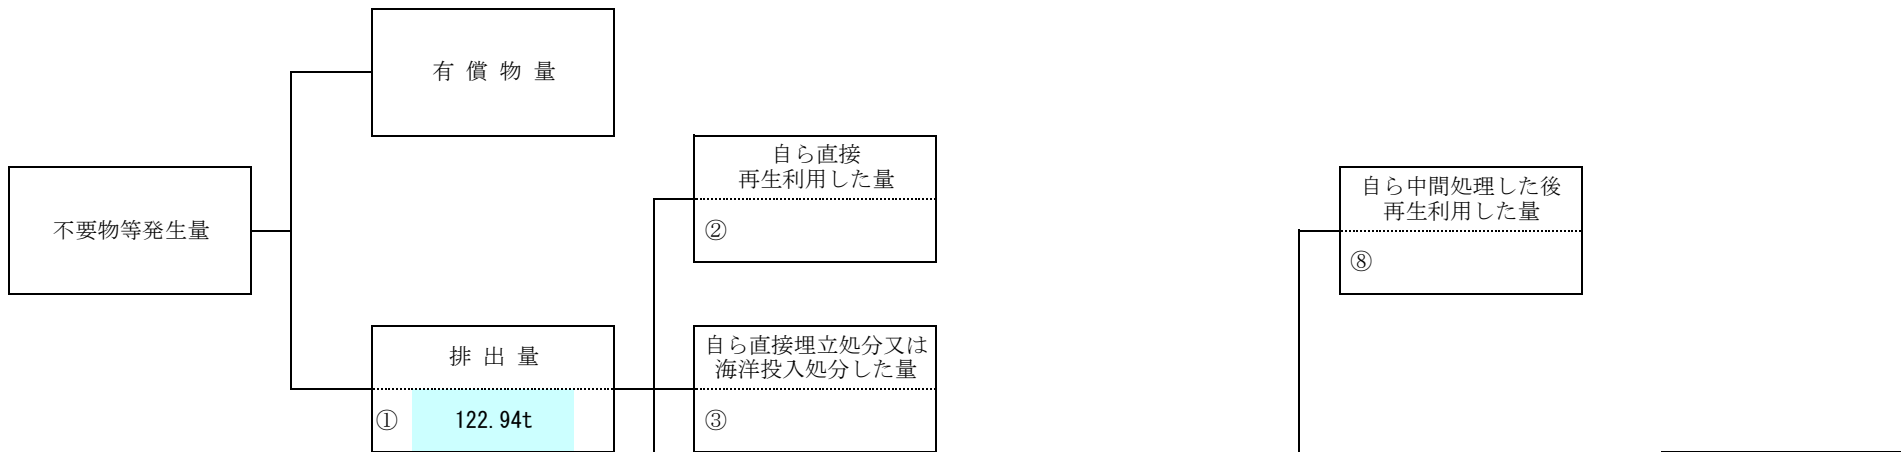 有 償 物 量
自ら直接
再生利用した量
②
自ら中間処理した後
再生利用した量
⑧
不要物等発生量
排 出 量
① 122.94t
自ら直接埋立処分又は
海洋投入処分した量
③